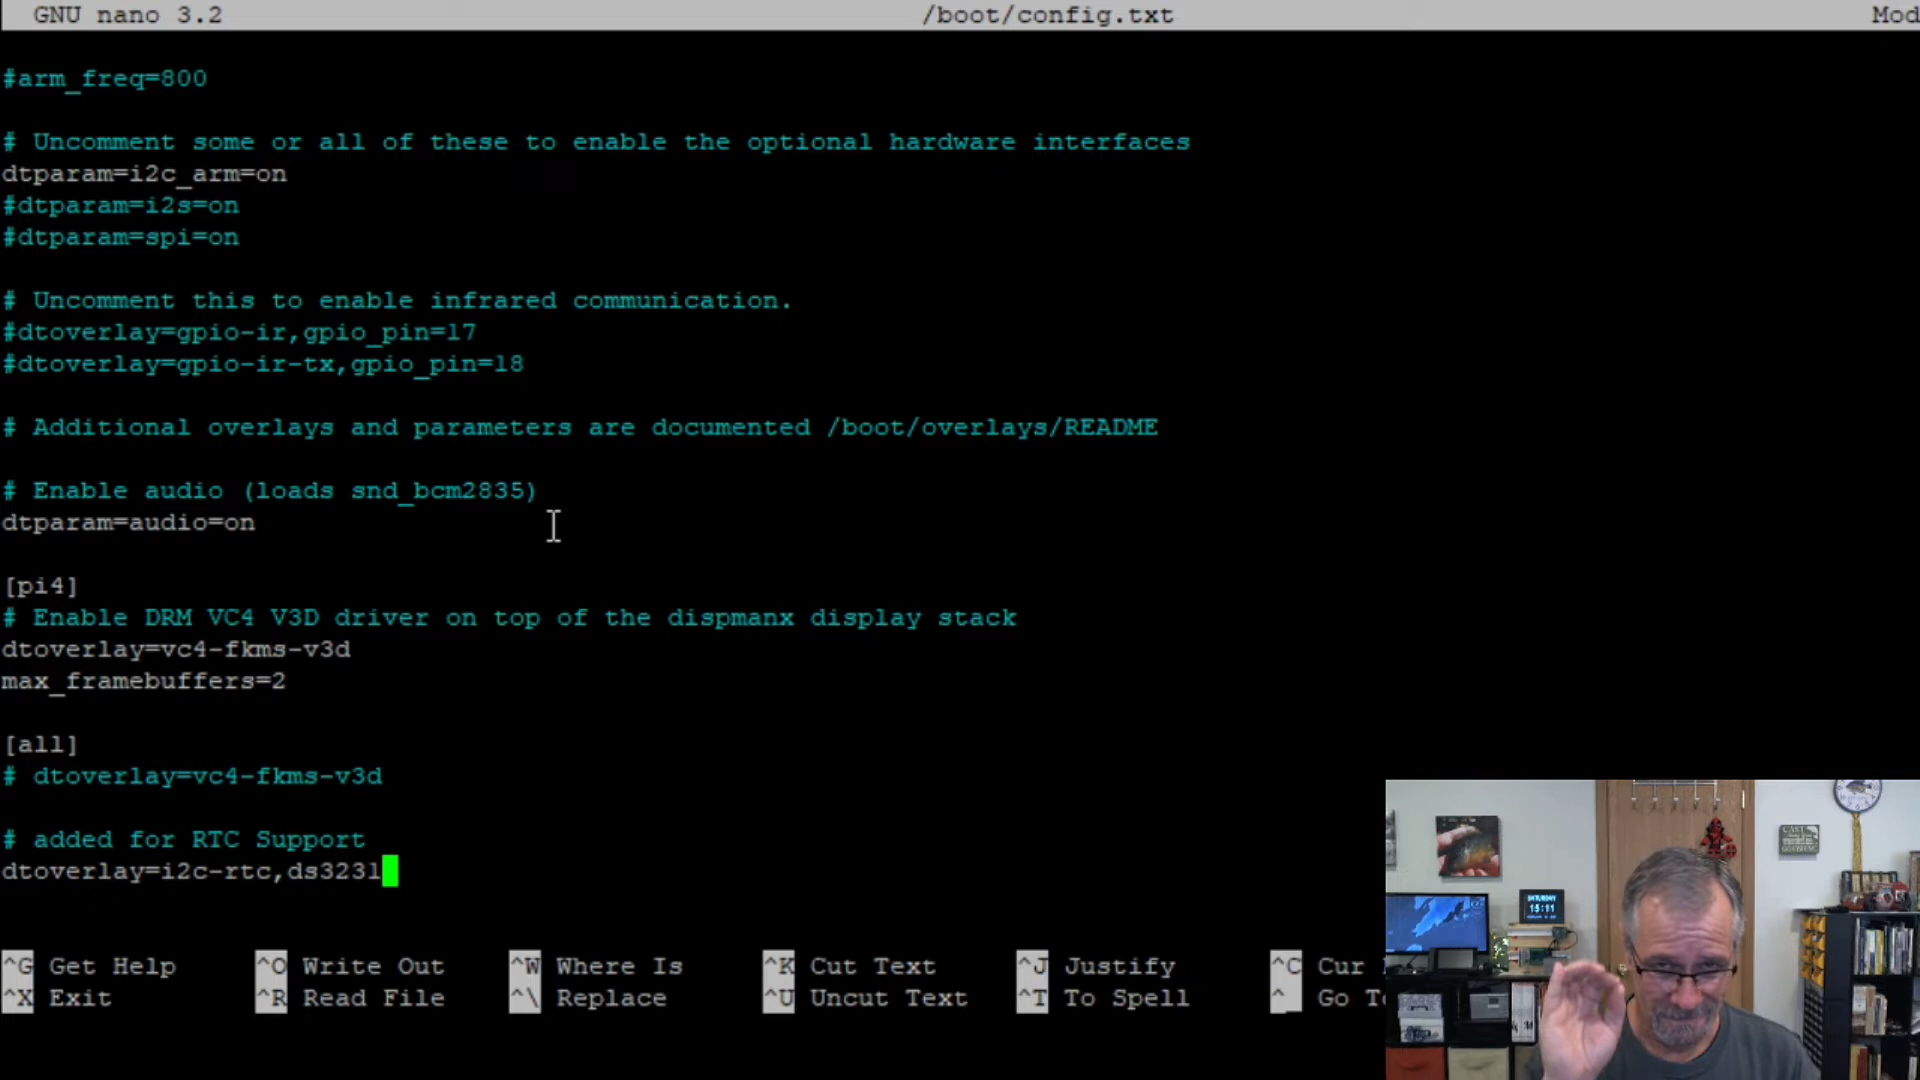 GNU nano 3.2 /boot/config.txt Mod
#arm_freq=800
# Uncomment some or all of these to enable the optional hardware interfaces
dtparam=i2c_arm=on
#dtparam=i2s=on
#dtparam=spi=on
# Uncomment this to enable infrared communication.
#dtoverlay=gpio-ir,gpio_pin=17
#dtoverlay=gpio-ir-tx,gpio_pin=18
# Additional overlays and parameters are documented /boot/overlays/README
# Enable audio (loads snd_bcm2835)
dtparam=audio=on
[pi4]
# Enable DRM VC4 V3D driver on top of the dispmanx display stack
dtoverlay=vc4-fkms-v3d
max_framebuffers=2
[all]
# dtoverlay=vc4-fkms-v3d
# added for RTC Support
dtoverlay=i2c-rtc,ds3231
^G Get Help ^O Write Out ^W Where Is ^K Cut Text ^J Justify ^C Cur
^X Exit ^R Read File ^\ Replace ^U Uncut Text ^T To Spell ^_ Go To
SATURDAY
15:11
CAST